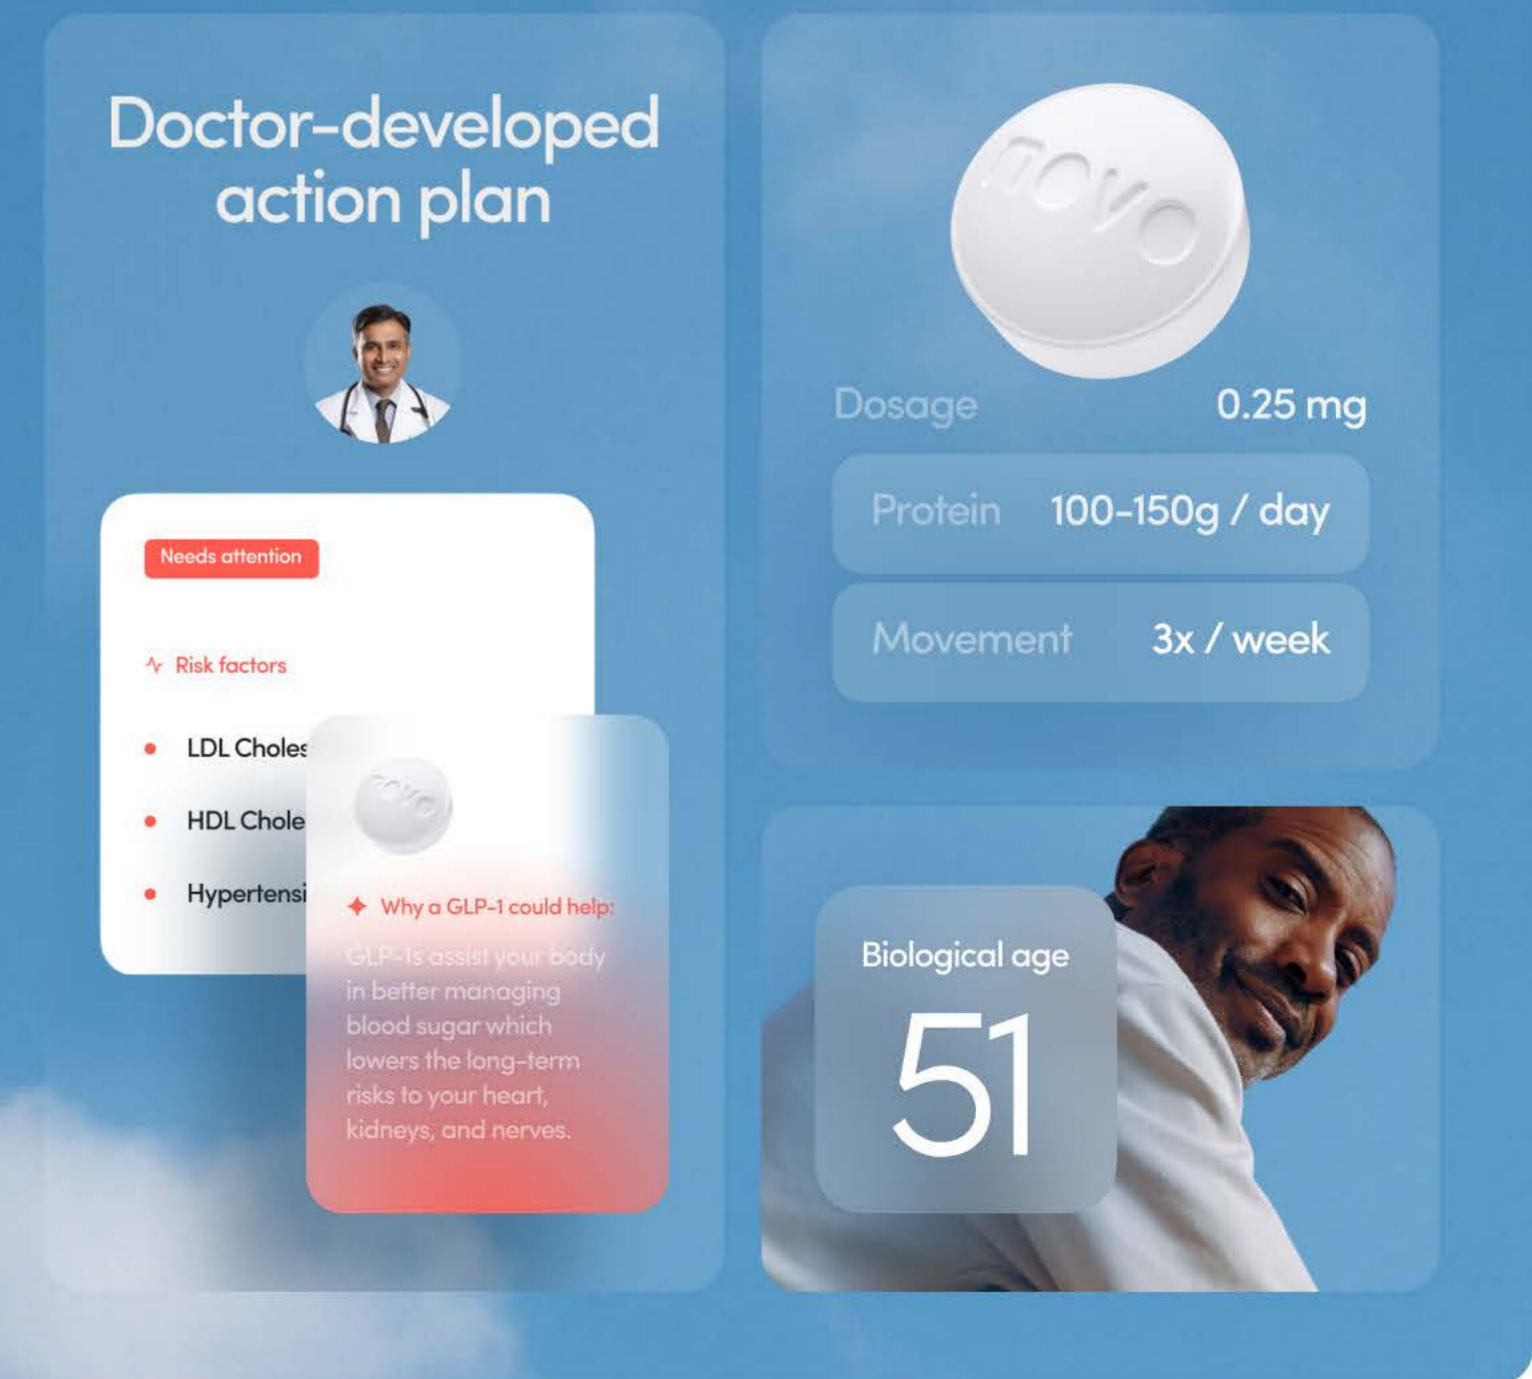 Doctor-developed
action plan
Needs attention
Risk factors
LDL Choles
HDL Chole
Hypertensi
novo
Why a GLP-1 could help:
GLP-1s assist your body
in better managing
blood sugar which
lowers the long-term
risks to your heart,
kidneys, and nerves.
novo
Dosage 0.25 mg
Protein 100-150g / day
Movement 3x / week
Biological age
51